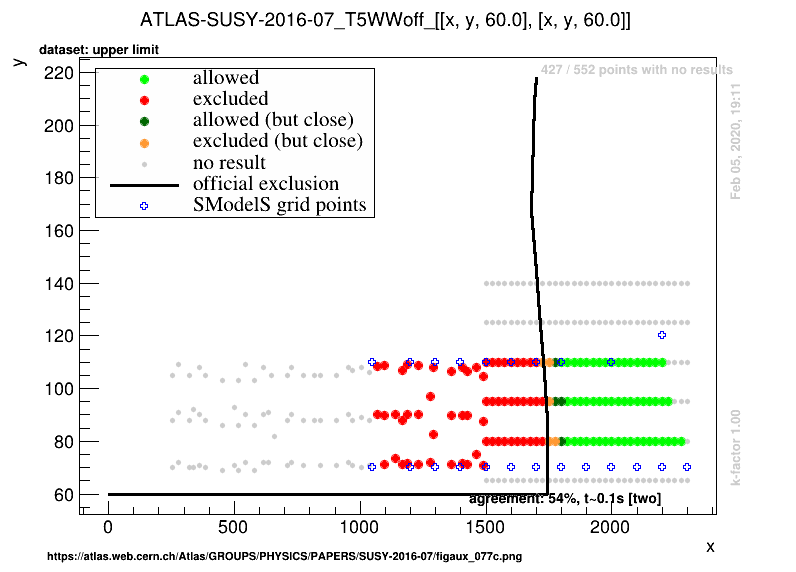 ATLAS-SUSY-2016-07_T5WWoff_[[x, y, 60.0], [x, y, 60.0]]
dataset: upper limit
y
427 / 552 points with no results
allowed
excluded
allowed (but close)
excluded (but close)
no result
official exclusion
SModelS grid points
220
200
180
160
140
120
100
80
60
Feb 05, 2020, 19:11
k-factor 1.00
agreement: 54%, t~0.1s [two]
0
500
1000
1500
2000
x
https://atlas.web.cern.ch/Atlas/GROUPS/PHYSICS/PAPERS/SUSY-2016-07/figaux_077c.png